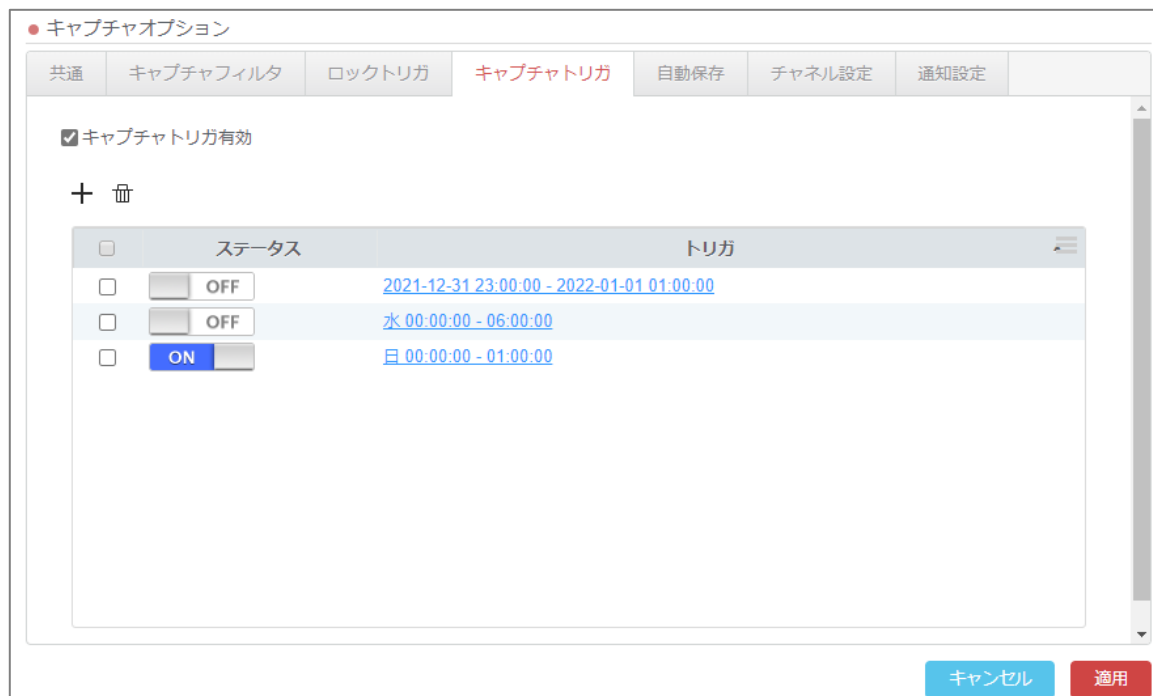 キャプチャオプション
共通 キャプチャフィルタ ロックトリガ キャプチャトリガ 自動保存 チャネル設定 通知設定
キャプチャトリガ有効
ステータス トリガ
OFF 2021-12-31 23:00:00 - 2022-01-01 01:00:00
OFF 水 00:00:00 - 06:00:00
ON 日 00:00:00 - 01:00:00
キャンセル 適用